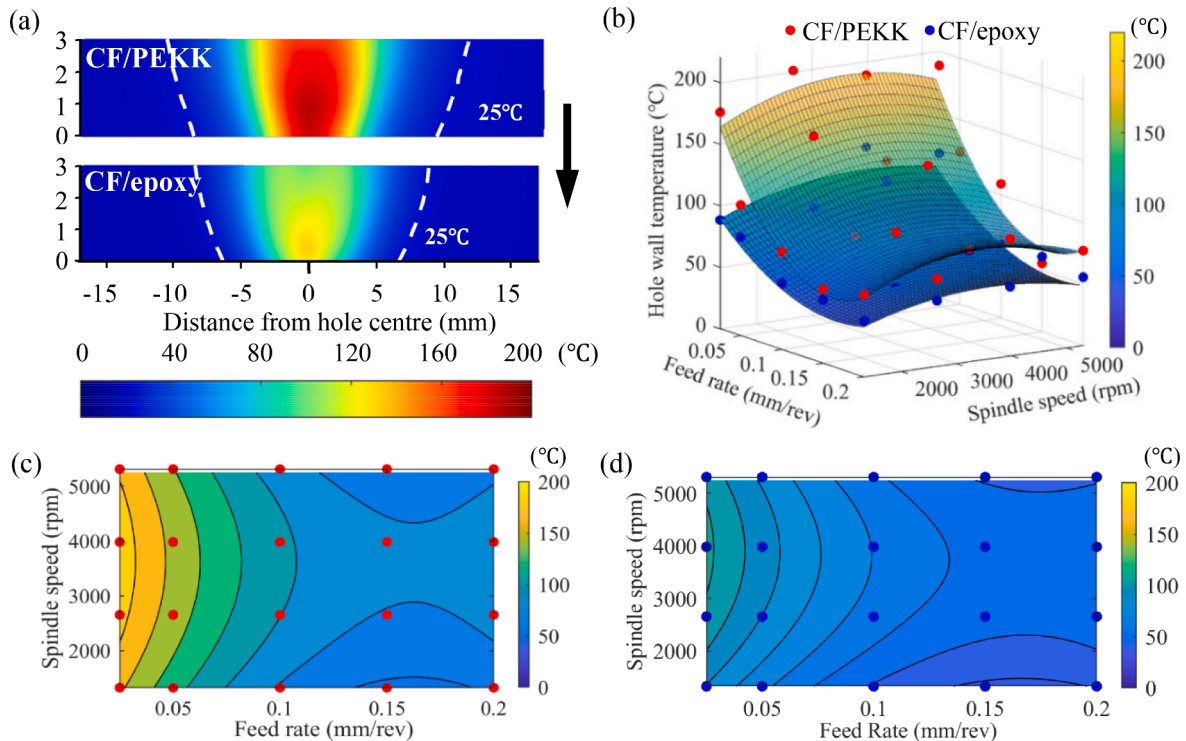 (a)
3
2
1
0
CF/PEKK
25℃
3
2
1
0
CF/epoxy
25℃
-15 -10 -5 0 5 10 15
Distance from hole centre (mm)
0 40 80 120 160 200 (℃)
(b)
CF/PEKK CF/epoxy
(℃)
Hole wall temperature (℃)
200
150
100
50
0
0.05
0.1
0.15
0.2
Feed rate (mm/rev)
2000
3000
4000
5000
Spindle speed (rpm)
200
150
100
50
0
(c)
Spindle speed (rpm)
5000
4000
3000
2000
0.05 0.1 0.15 0.2
Feed rate (mm/rev)
(℃)
200
150
100
50
0
(d)
Spindle speed (rpm)
5000
4000
3000
2000
0.05 0.1 0.15 0.2
Feed Rate (mm/rev)
(℃)
200
150
100
50
0